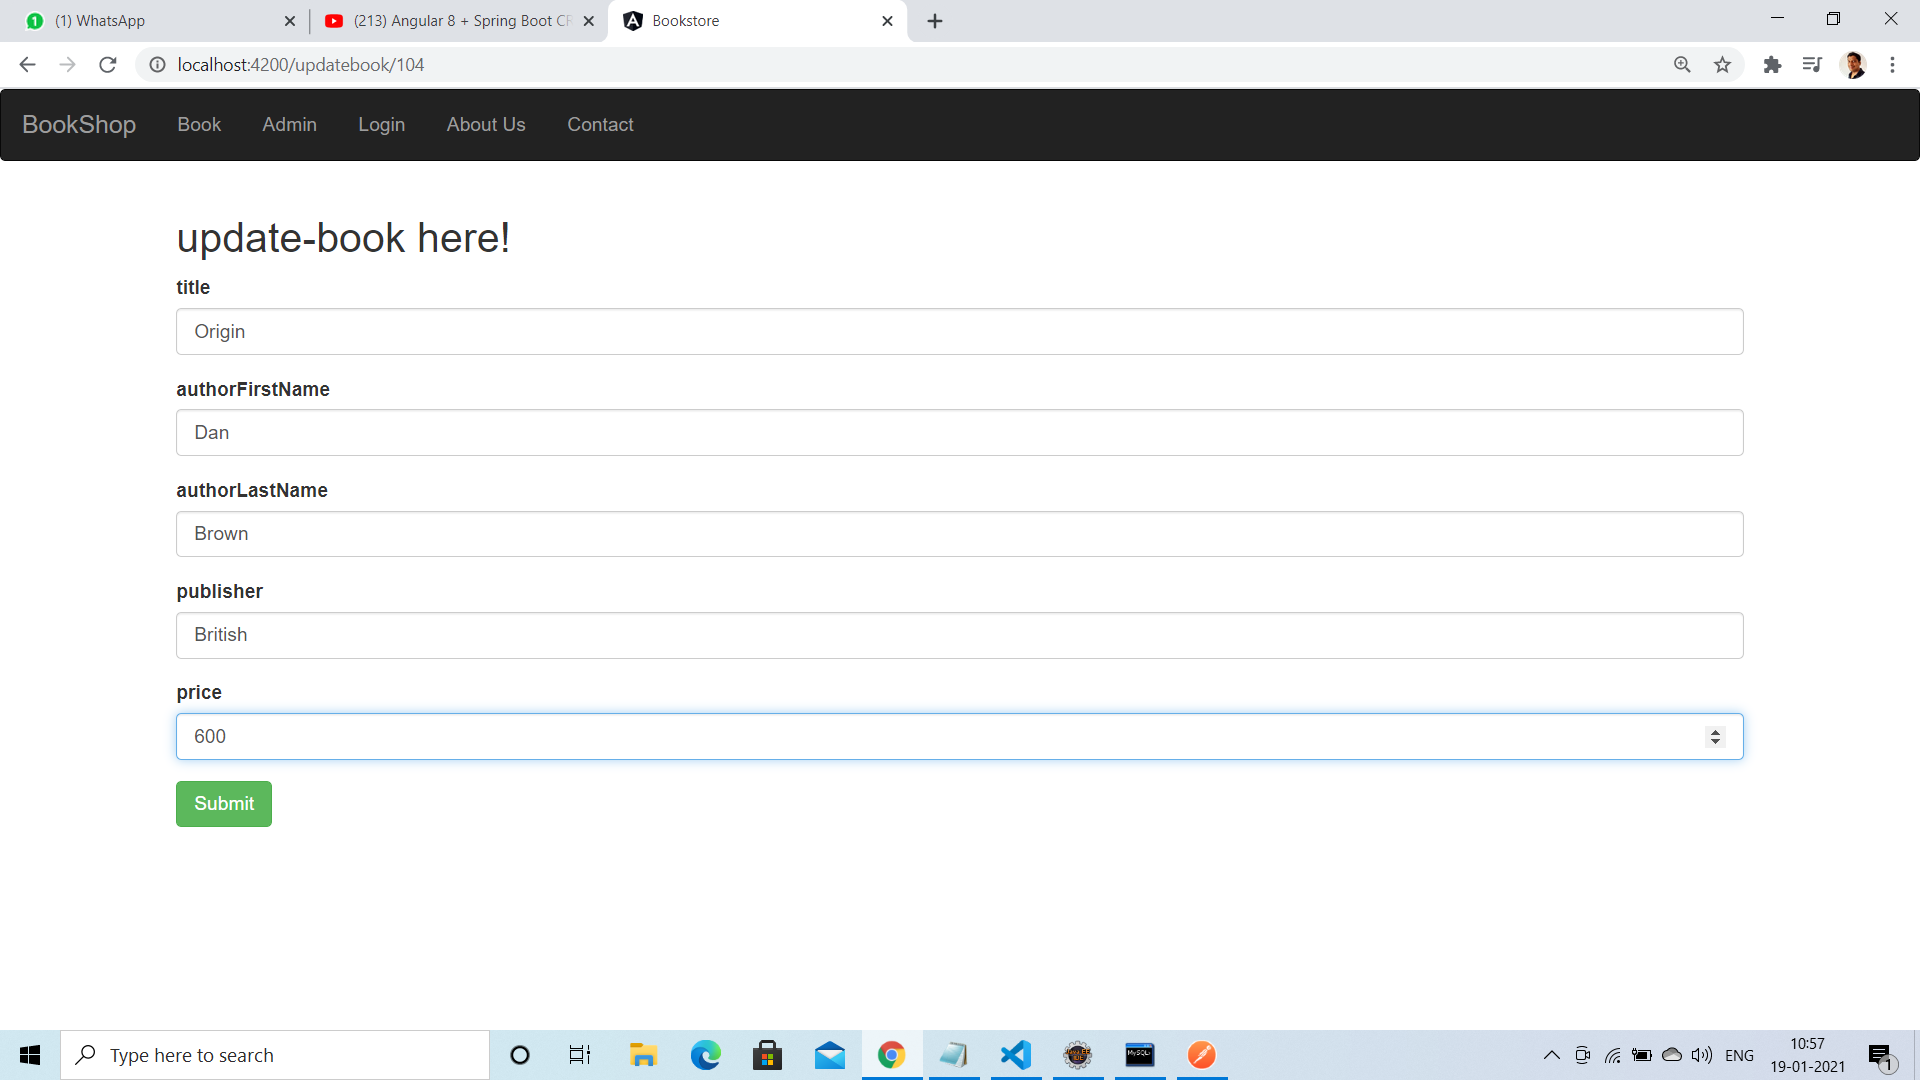 (1) WhatsApp
(213) Angular 8 + Spring Boot
Bookstore
localhost:4200/updatebook/104
BookShop Book Admin Login About Us Contact
update-book here!
title
Origin
authorFirstName
Dan
authorLastName
Brown
publisher
British
price
600
Submit
Type here to search
MySQL
ENG
10:57
19-01-2021
1